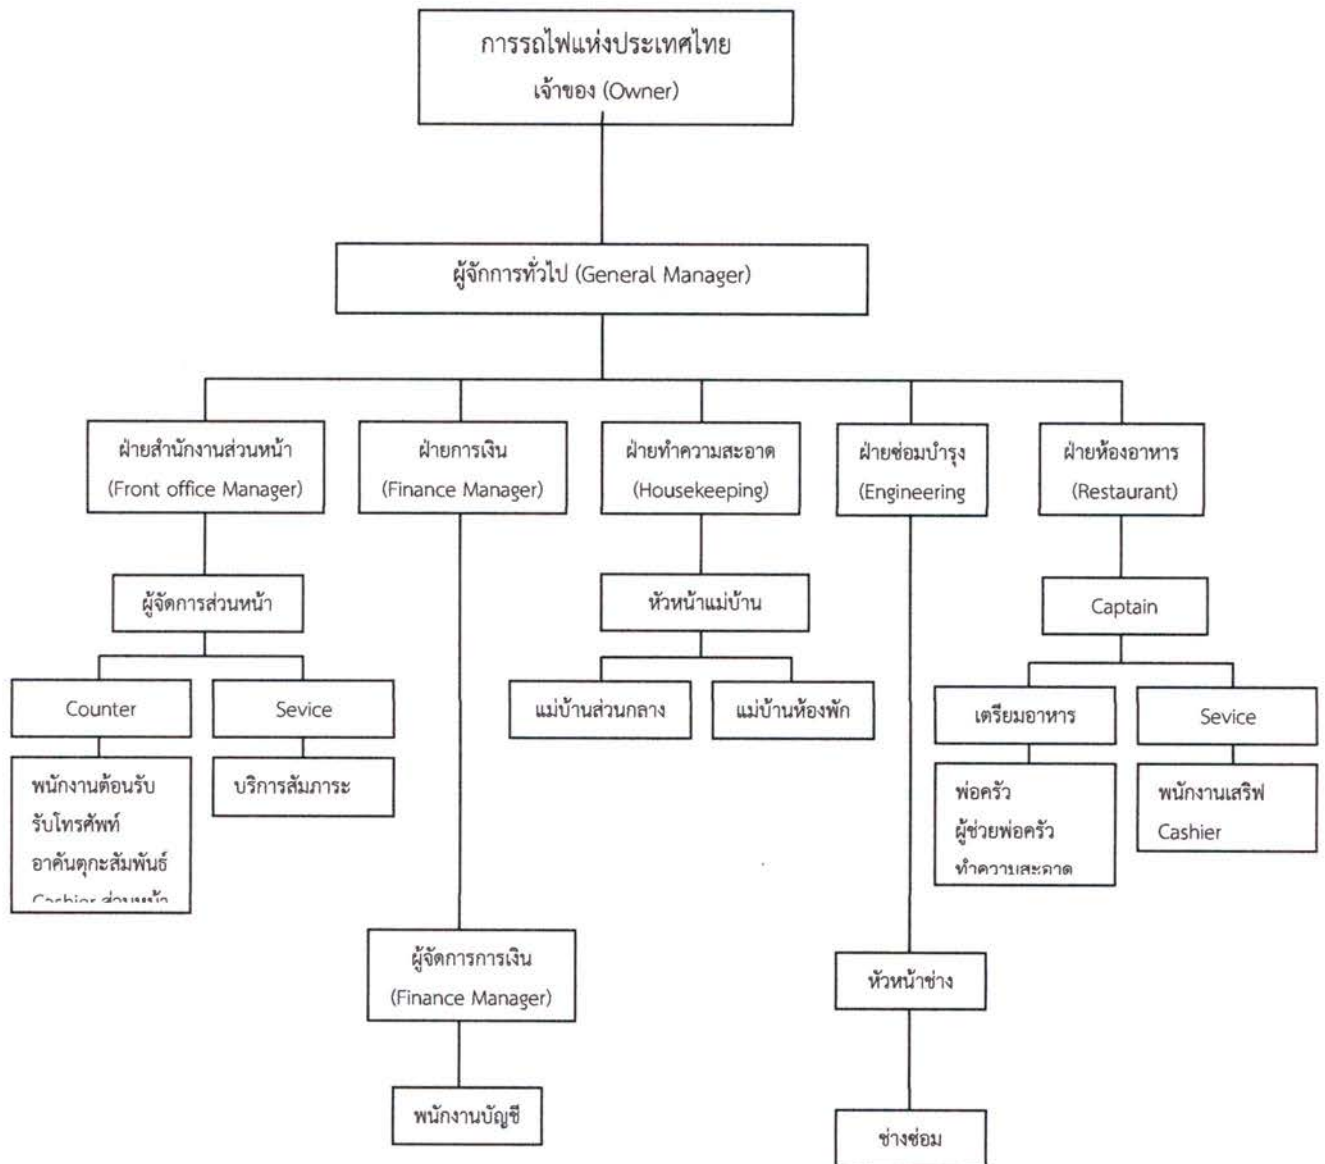 การรถไฟแห่งประเทศไทย
เจ้าของ (Owner)
ผู้จักการทั่วไป (General Manager)
ฝ่ายสำนักงานส่วนหน้า
(Front office Manager)
ฝ่ายการเงิน
(Finance Manager)
ฝ่ายทำความสะอาด
(Housekeeping)
ฝ่ายซ่อมบำรุง
(Engineering
ฝ่ายห้องอาหาร
(Restaurant)
ผู้จัดการส่วนหน้า
หัวหน้าแม่บ้าน
Captain
Counter
Sevice
แม่บ้านส่วนกลาง
แม่บ้านห้องพัก
เตรียมอาหาร
Sevice
พนักงานต้อนรับ
รับโทรศัพท์
อาคันตุกะสัมพันธ์
Cashier ส่วนหน้า
บริการสัมภาระ
พ่อครัว
ผู้ช่วยพ่อครัว
ทำความสะอาด
พนักงานเสริฟ
Cashier
ผู้จัดการการเงิน
(Finance Manager)
หัวหน้าช่าง
พนักงานบัญชี
ช่างซ่อม